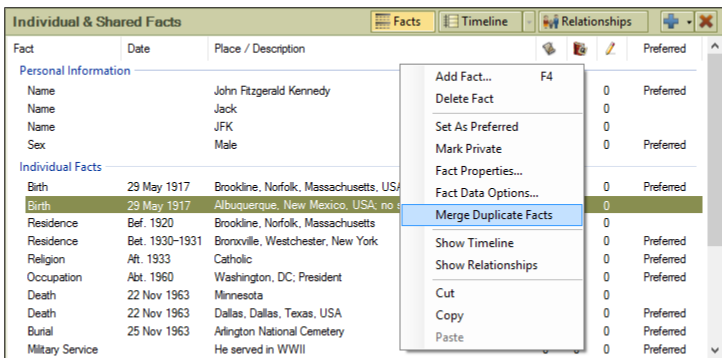 Individual & Shared Facts Facts Timeline Relationships
Fact Date Place / Description Preferred
Personal Information
Name John Fitzgerald Kennedy 0 Preferred
Name Jack 0
Name JFK 0
Sex Male 0 Preferred
Individual Facts
Birth 29 May 1917 Brookline, Norfolk, Massachusetts, USA 0 Preferred
Birth 29 May 1917 Albuquerque, New Mexico, USA; no 0
Residence Bef. 1920 Brookline, Norfolk, Massachusetts 0
Residence Bet. 1930–1931 Bronxville, Westchester, New York 0 Preferred
Religion Aft. 1933 Catholic 0 Preferred
Occupation Abt. 1960 Washington, DC; President 0 Preferred
Death 22 Nov 1963 Minnesota 0
Death 22 Nov 1963 Dallas, Dallas, Texas, USA 0 Preferred
Burial 25 Nov 1963 Arlington National Cemetery 0 Preferred
Military Service He served in WWII Preferred
Add Fact... F4
Delete Fact
Set As Preferred
Mark Private
Fact Properties...
Fact Data Options...
Merge Duplicate Facts
Show Timeline
Show Relationships
Cut
Copy
Paste